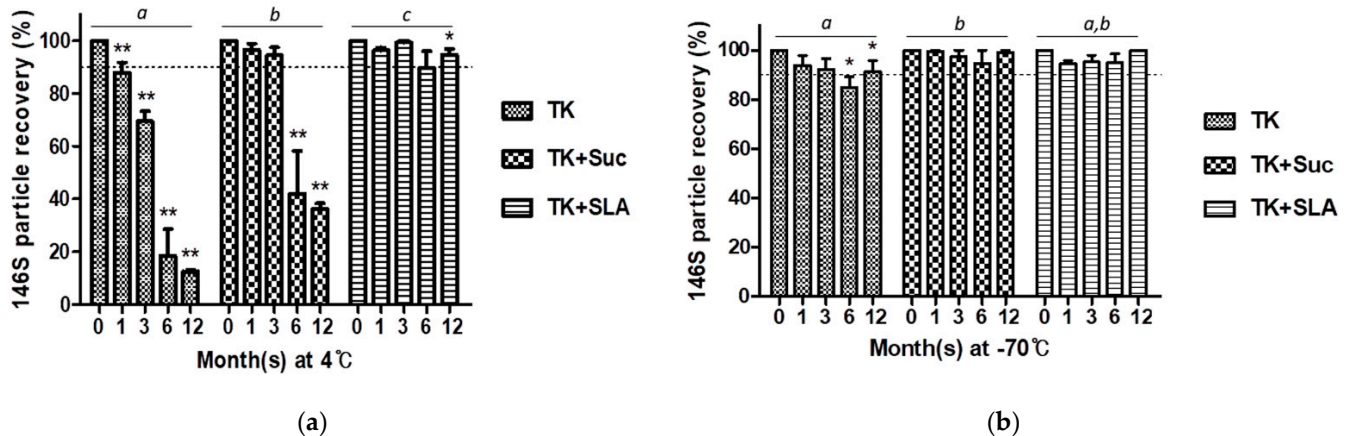 a b c
146S particle recovery (%)
100
80
60
40
20
0
** ** ** **
** **
*
0 1 3 6 12 0 1 3 6 12 0 1 3 6 12
Month(s) at 4℃
TK
TK+Suc
TK+SLA
(a)
a b a,b
146S particle recovery (%)
100
80
60
40
20
0
* *
0 1 3 6 12 0 1 3 6 12 0 1 3 6 12
Month(s) at -70℃
TK
TK+Suc
TK+SLA
(b)